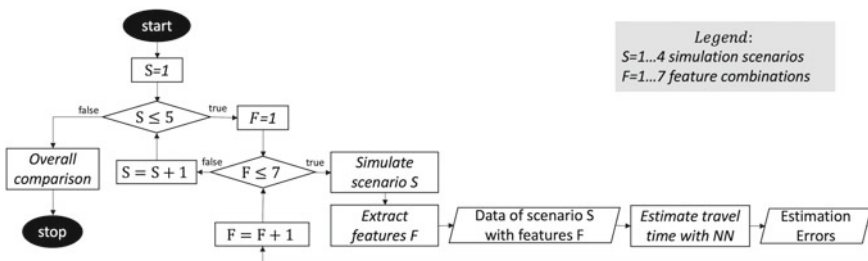 start
Legend:
S=1...4 simulation scenarios
F=1...7 feature combinations
S=1
false
S ≤ 5
true
F=1
Overall
comparison
S = S + 1
false
F ≤ 7
true
Simulate
scenario S
stop
F = F + 1
Extract
features F
Data of scenario S
with features F
Estimate travel
time with NN
Estimation
Errors